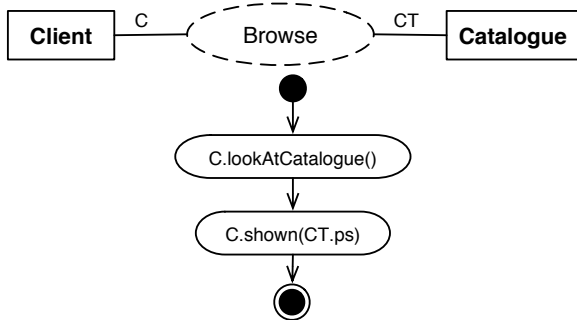 C
CT
Client
Browse
Catalogue
C.lookAtCatalogue()
C.shown(CT.ps)